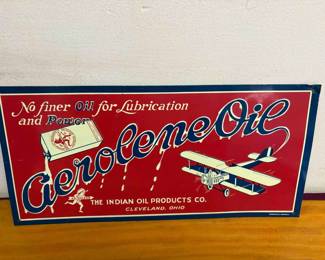 No finer Oil for Lubrication
and Power
Aerolene Oil
THE INDIAN OIL PRODUCTS CO.
CLEVELAND, OHIO